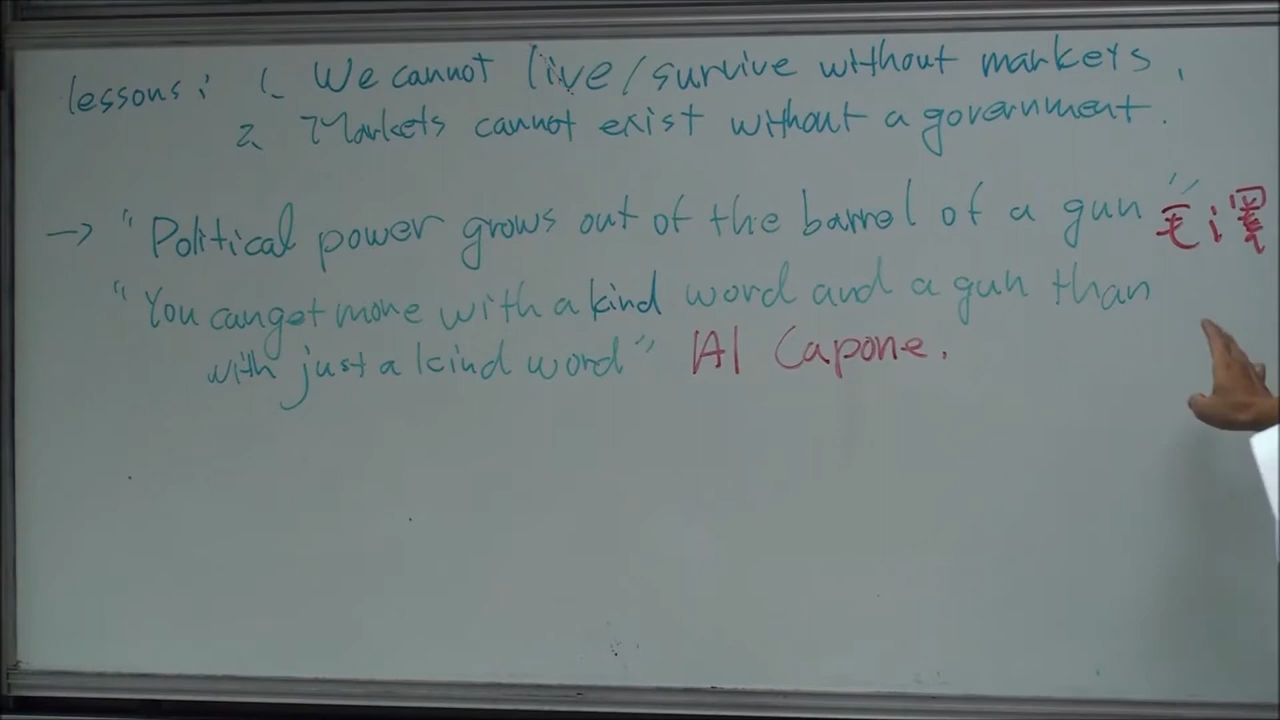 lessons: 1. We cannot live/survive without markets.
2. Markets cannot exist without a government.
→ "Political power grows out of the barrel of a gun" 毛澤
"You can get more with a kind word and a gun than
with just a kind word" Al Capone.